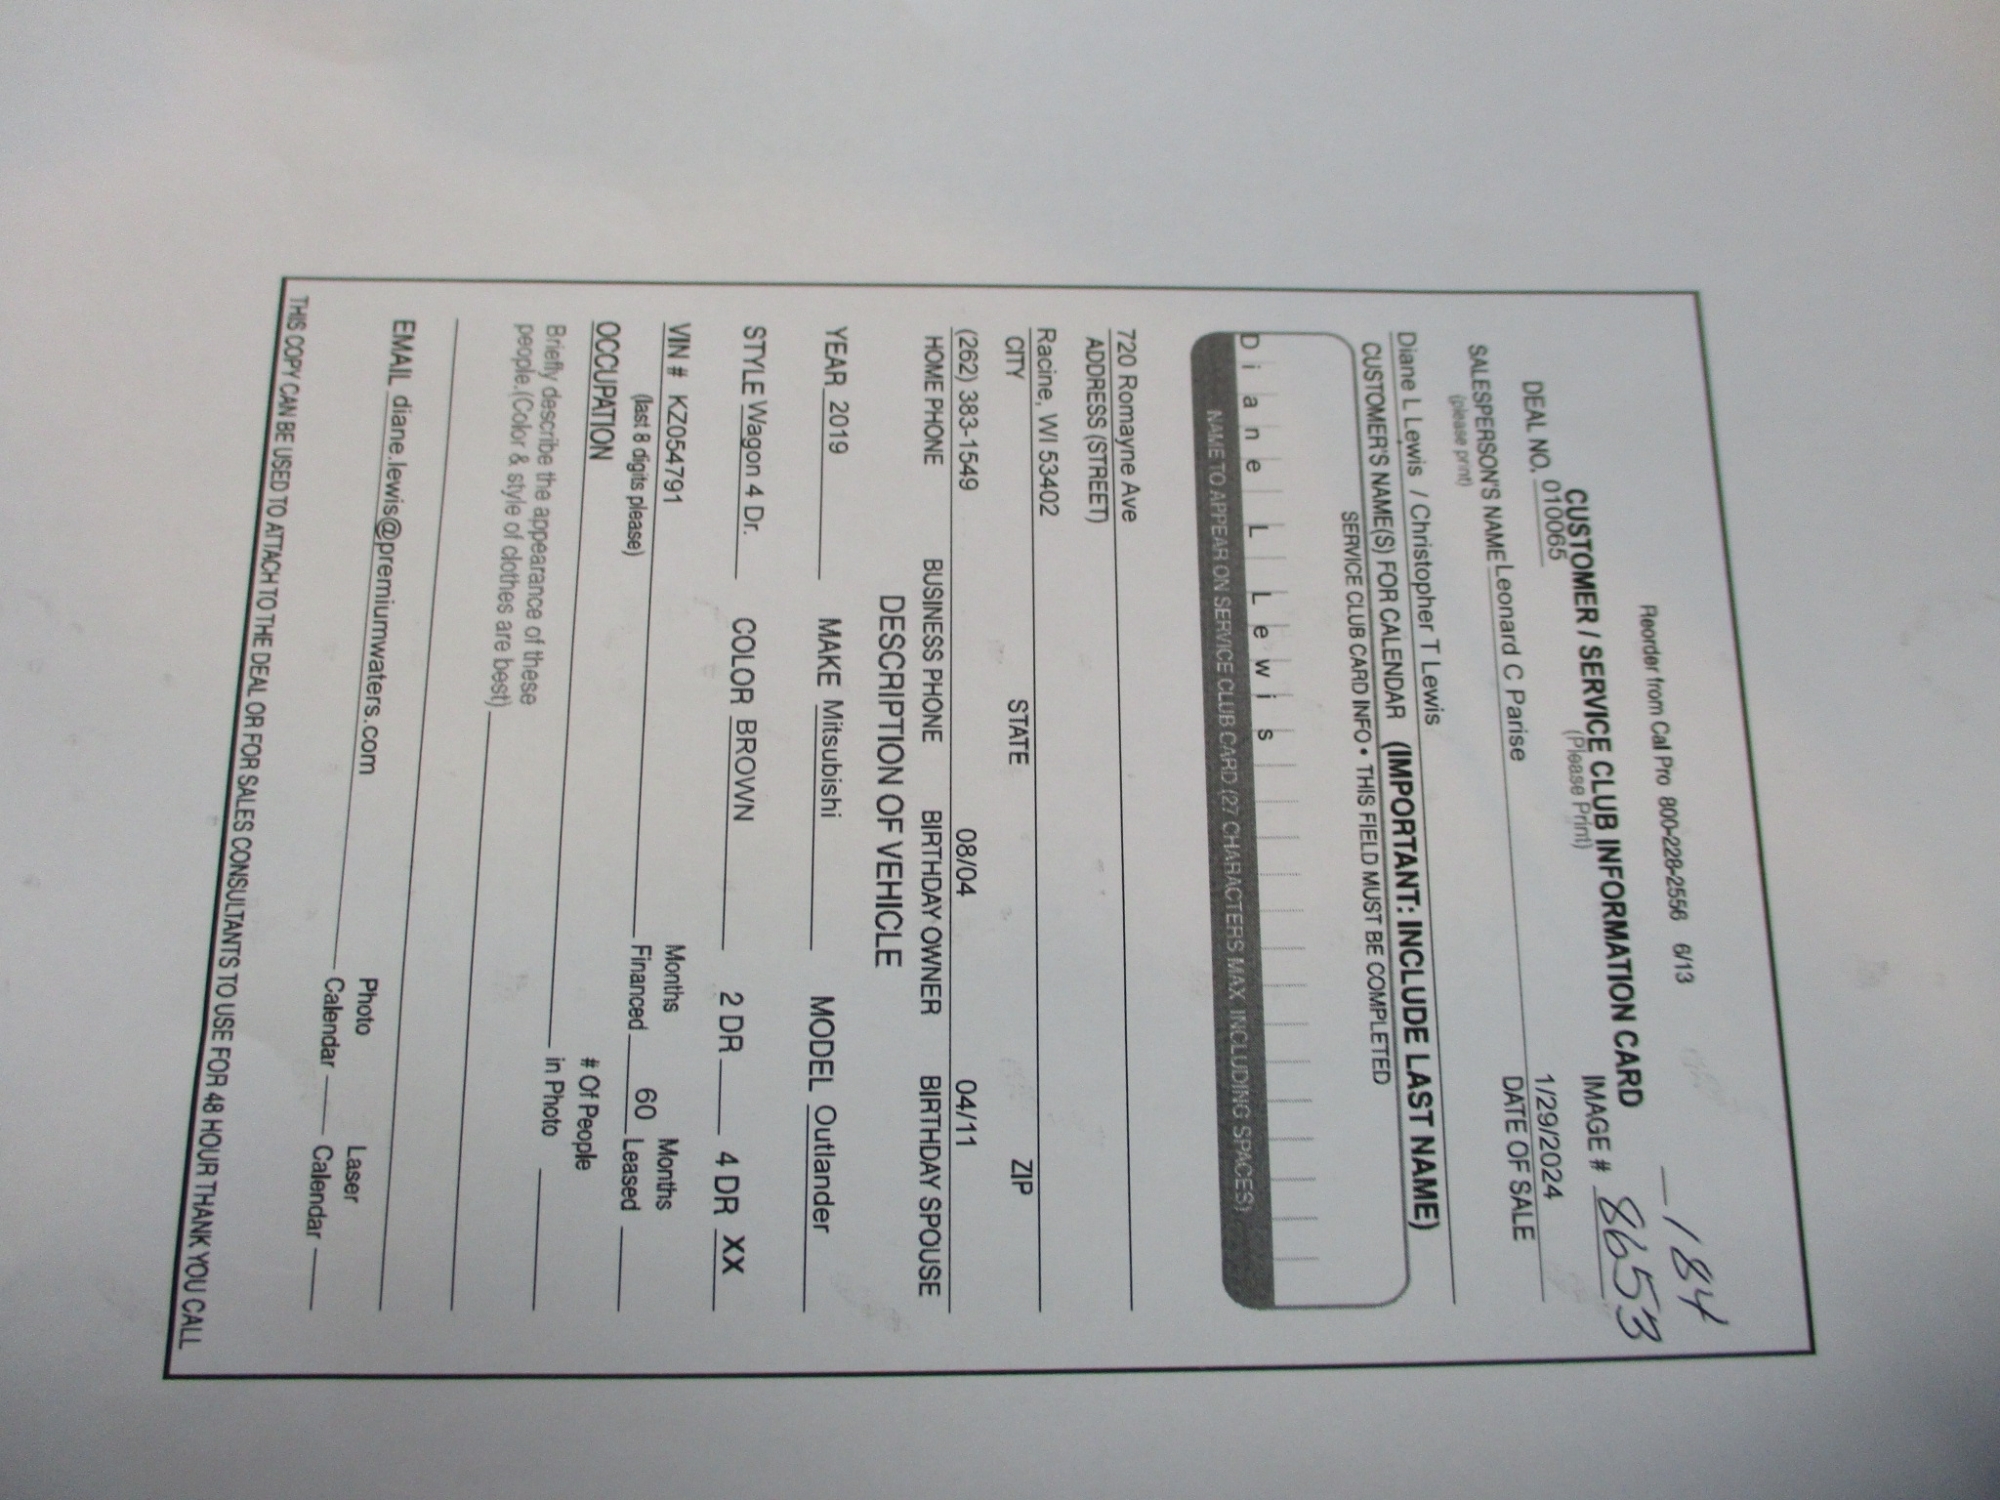 Reorder from Cal Pro 800-228-2556 6/13
—184
CUSTOMER / SERVICE CLUB INFORMATION CARD
(Please Print)
IMAGE # 8653
DEAL NO. 010065
1/29/2024
SALESPERSON'S NAME Leonard C Parise
DATE OF SALE
(please print)
Diane L Lewis / Christopher T Lewis
CUSTOMER'S NAME(S) FOR CALENDAR (IMPORTANT: INCLUDE LAST NAME)
SERVICE CLUB CARD INFO • THIS FIELD MUST BE COMPLETED
Diane L Lewis
NAME TO APPEAR ON SERVICE CLUB CARD (27 CHARACTERS MAX, INCLUDING SPACES)
720 Romayne Ave
ADDRESS (STREET)
Racine, WI 53402
CITY STATE ZIP
(262) 383-1549 08/04 04/11
HOME PHONE BUSINESS PHONE BIRTHDAY OWNER BIRTHDAY SPOUSE
DESCRIPTION OF VEHICLE
YEAR 2019 MAKE Mitsubishi MODEL Outlander
STYLE Wagon 4 Dr. COLOR BROWN 2 DR 4 DR XX
VIN # KZ054791 Months Financed 60 Months Leased
(last 8 digits please)
OCCUPATION # Of People in Photo
Briefly describe the appearance of these
people.(Color & style of clothes are best)
EMAIL diane.lewis@premiumwaters.com Photo Calendar Laser Calendar
THIS COPY CAN BE USED TO ATTACH TO THE DEAL OR FOR SALES CONSULTANTS TO USE FOR 48 HOUR THANK YOU CALL